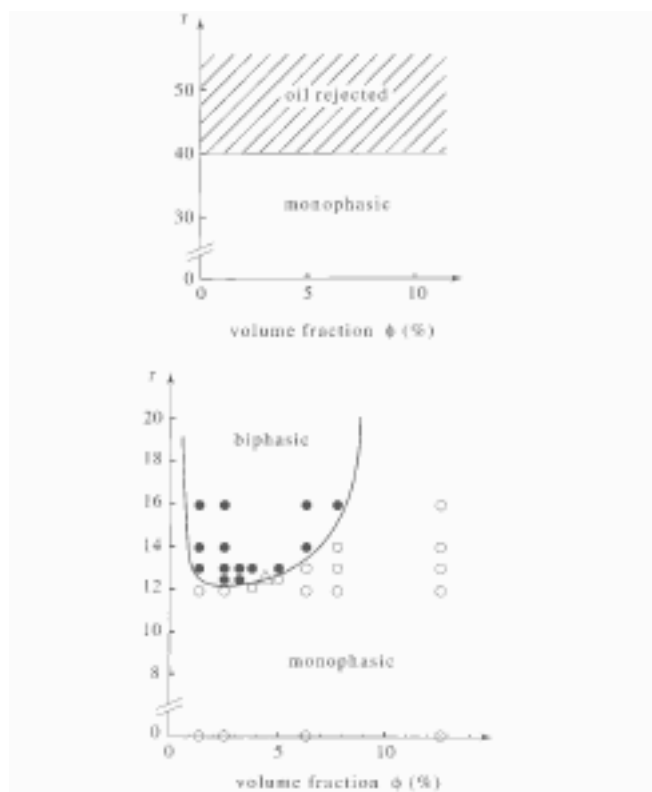 r
50
oil rejected
40
monophasic
30
0
0 5 10
volume fraction ϕ (%)
r
20
biphasic
18
16
14
12
10
monophasic
8
0
0 5 10
volume fraction ϕ (%)